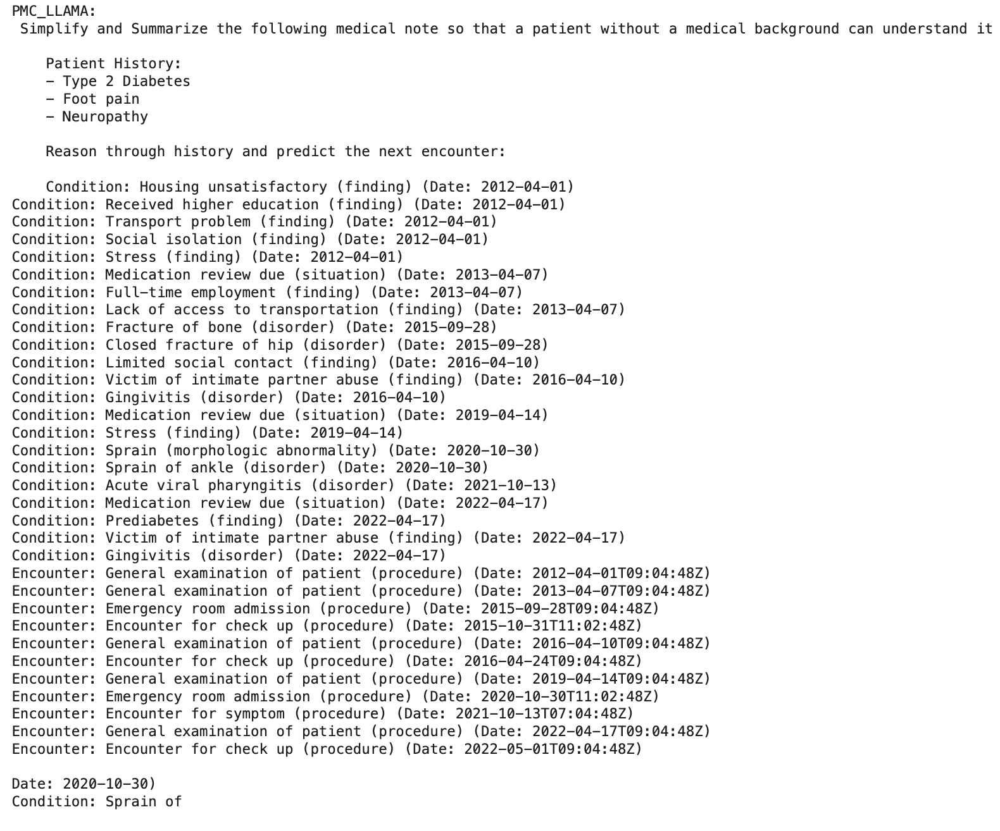 PMC_LLAMA:
Simplify and Summarize the following medical note so that a patient without a medical background can understand it
Patient History:
– Type 2 Diabetes
– Foot pain
– Neuropathy
Reason through history and predict the next encounter:
Condition: Housing unsatisfactory (finding) (Date: 2012-04-01)
Condition: Received higher education (finding) (Date: 2012-04-01)
Condition: Transport problem (finding) (Date: 2012-04-01)
Condition: Social isolation (finding) (Date: 2012-04-01)
Condition: Stress (finding) (Date: 2012-04-01)
Condition: Medication review due (situation) (Date: 2013-04-07)
Condition: Full-time employment (finding) (Date: 2013-04-07)
Condition: Lack of access to transportation (finding) (Date: 2013-04-07)
Condition: Fracture of bone (disorder) (Date: 2015-09-28)
Condition: Closed fracture of hip (disorder) (Date: 2015-09-28)
Condition: Limited social contact (finding) (Date: 2016-04-10)
Condition: Victim of intimate partner abuse (finding) (Date: 2016-04-10)
Condition: Gingivitis (disorder) (Date: 2016-04-10)
Condition: Medication review due (situation) (Date: 2019-04-14)
Condition: Stress (finding) (Date: 2019-04-14)
Condition: Sprain (morphologic abnormality) (Date: 2020-10-30)
Condition: Sprain of ankle (disorder) (Date: 2020-10-30)
Condition: Acute viral pharyngitis (disorder) (Date: 2021-10-13)
Condition: Medication review due (situation) (Date: 2022-04-17)
Condition: Prediabetes (finding) (Date: 2022-04-17)
Condition: Victim of intimate partner abuse (finding) (Date: 2022-04-17)
Condition: Gingivitis (disorder) (Date: 2022-04-17)
Encounter: General examination of patient (procedure) (Date: 2012-04-01T09:04:48Z)
Encounter: General examination of patient (procedure) (Date: 2013-04-07T09:04:48Z)
Encounter: Emergency room admission (procedure) (Date: 2015-09-28T09:04:48Z)
Encounter: Encounter for check up (procedure) (Date: 2015-10-31T11:02:48Z)
Encounter: General examination of patient (procedure) (Date: 2016-04-10T09:04:48Z)
Encounter: Encounter for check up (procedure) (Date: 2016-04-24T09:04:48Z)
Encounter: General examination of patient (procedure) (Date: 2019-04-14T09:04:48Z)
Encounter: Emergency room admission (procedure) (Date: 2020-10-30T11:02:48Z)
Encounter: Encounter for symptom (procedure) (Date: 2021-10-13T07:04:48Z)
Encounter: General examination of patient (procedure) (Date: 2022-04-17T09:04:48Z)
Encounter: Encounter for check up (procedure) (Date: 2022-05-01T09:04:48Z)
Date: 2020-10-30)
Condition: Sprain of